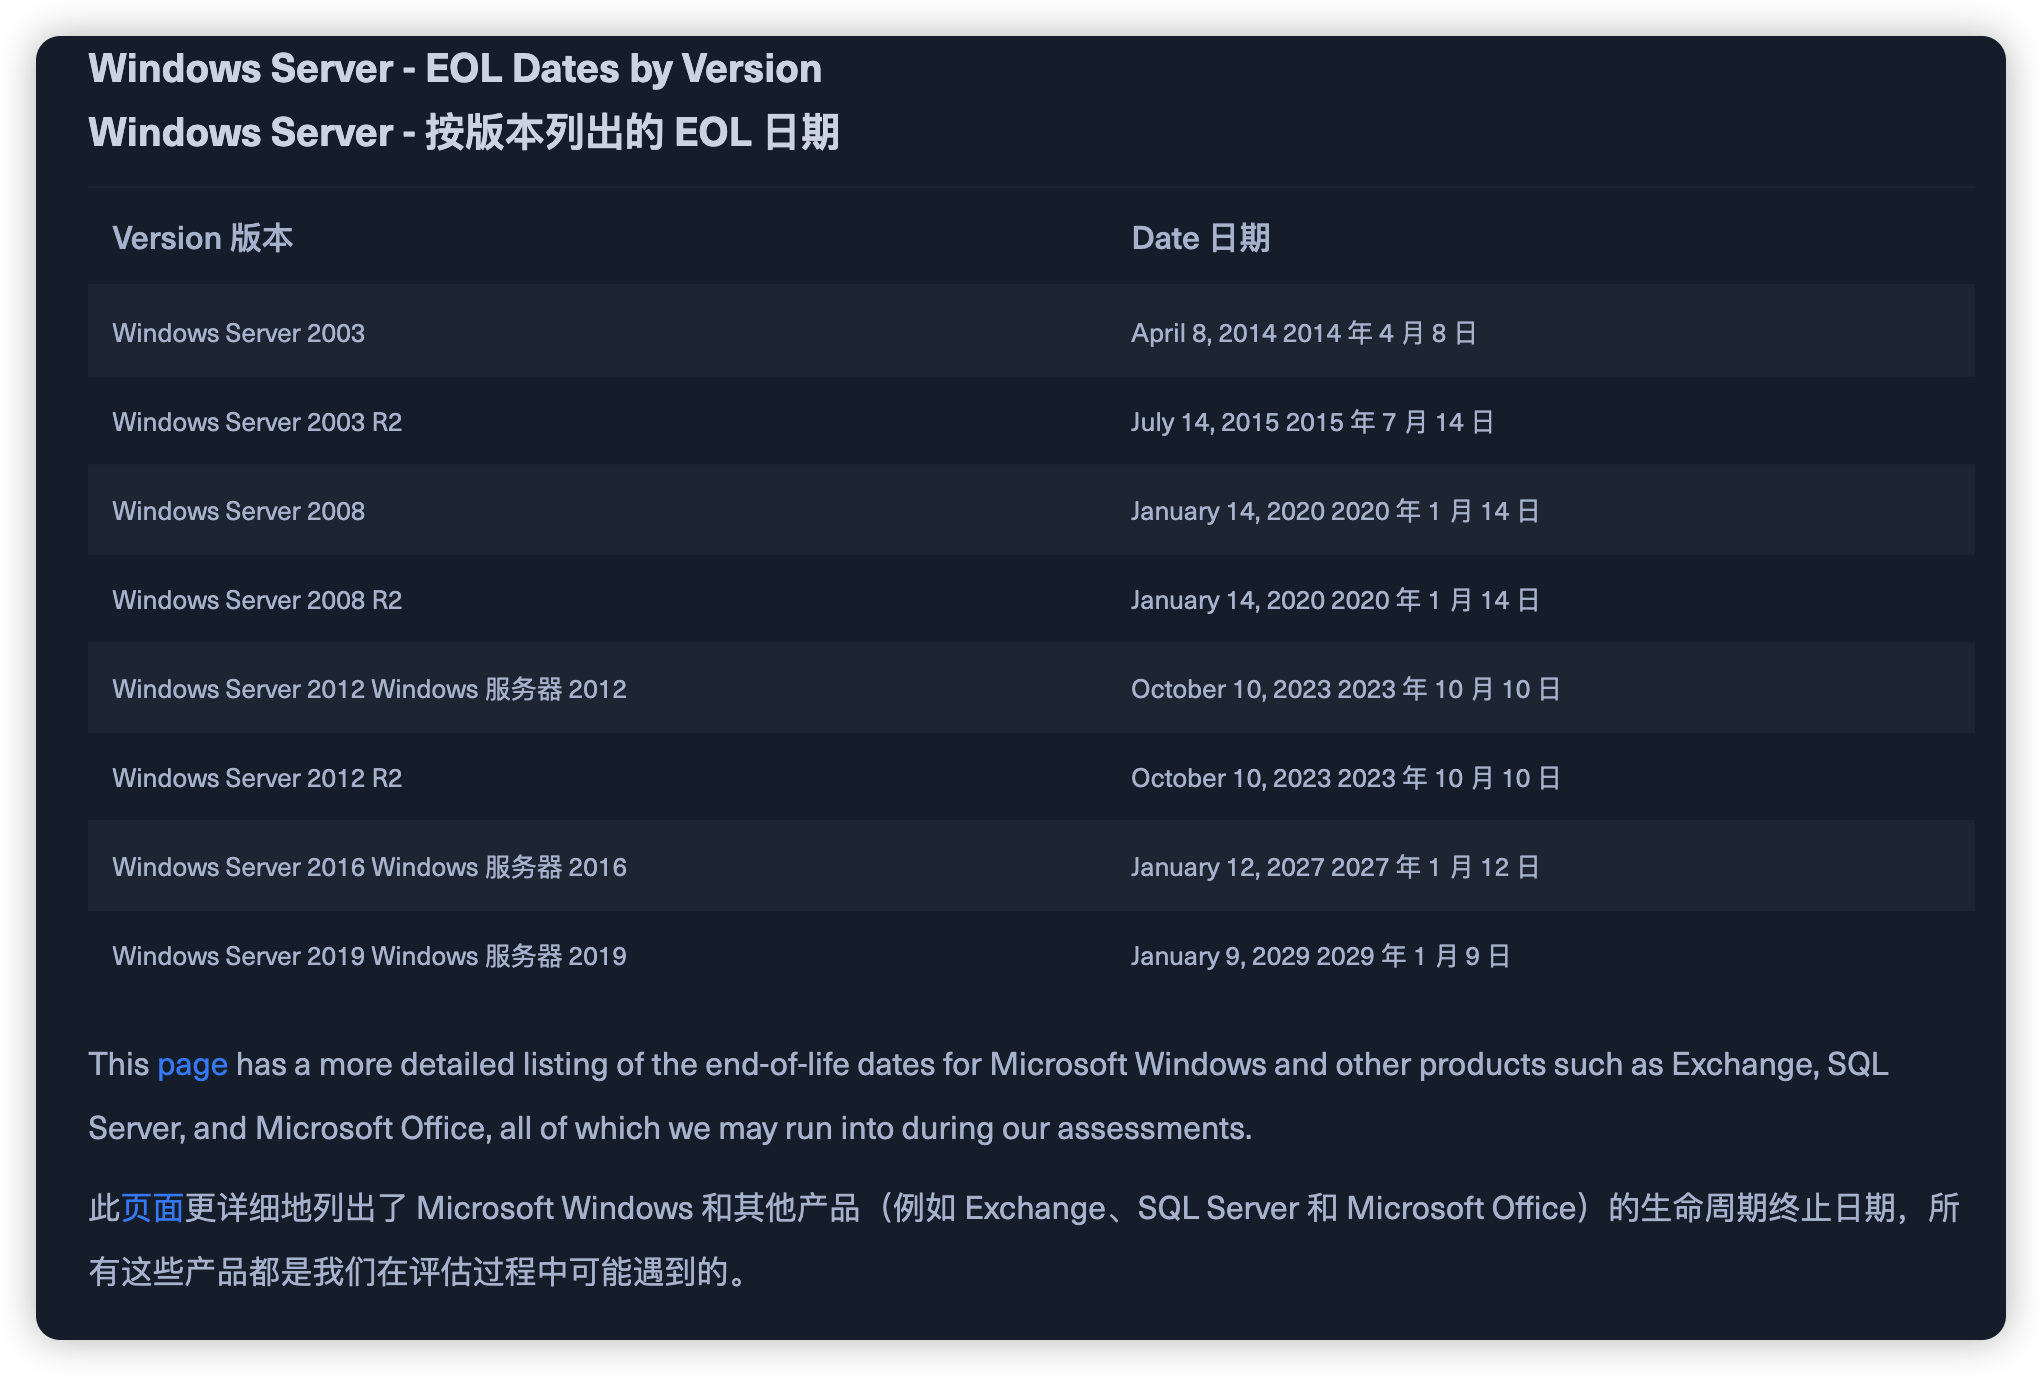 Windows Server - EOL Dates by Version
Windows Server - 按版本列出的 EOL 日期
Version 版本 Date 日期
Windows Server 2003 April 8, 2014 2014 年 4 月 8 日
Windows Server 2003 R2 July 14, 2015 2015 年 7 月 14 日
Windows Server 2008 January 14, 2020 2020 年 1 月 14 日
Windows Server 2008 R2 January 14, 2020 2020 年 1 月 14 日
Windows Server 2012 Windows 服务器 2012 October 10, 2023 2023 年 10 月 10 日
Windows Server 2012 R2 October 10, 2023 2023 年 10 月 10 日
Windows Server 2016 Windows 服务器 2016 January 12, 2027 2027 年 1 月 12 日
Windows Server 2019 Windows 服务器 2019 January 9, 2029 2029 年 1 月 9 日
This page has a more detailed listing of the end-of-life dates for Microsoft Windows and other products such as Exchange, SQL
Server, and Microsoft Office, all of which we may run into during our assessments.
此页面更详细地列出了 Microsoft Windows 和其他产品（例如 Exchange、SQL Server 和 Microsoft Office）的生命周期终止日期，所
有这些产品都是我们在评估过程中可能遇到的。